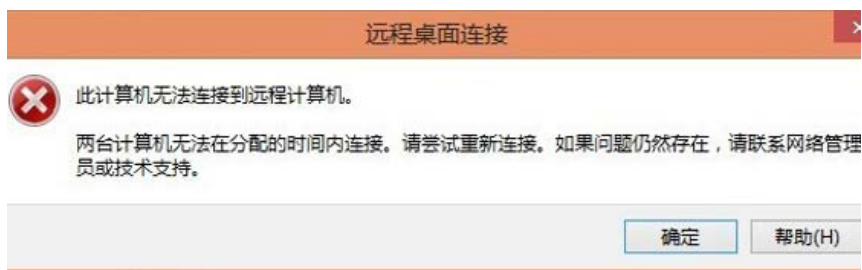 远程桌面连接
此计算机无法连接到远程计算机。
两台计算机无法在分配的时间内连接。请尝试重新连接。如果问题仍然存在，请联系网络管理
员或技术支持。
确定
帮助(H)